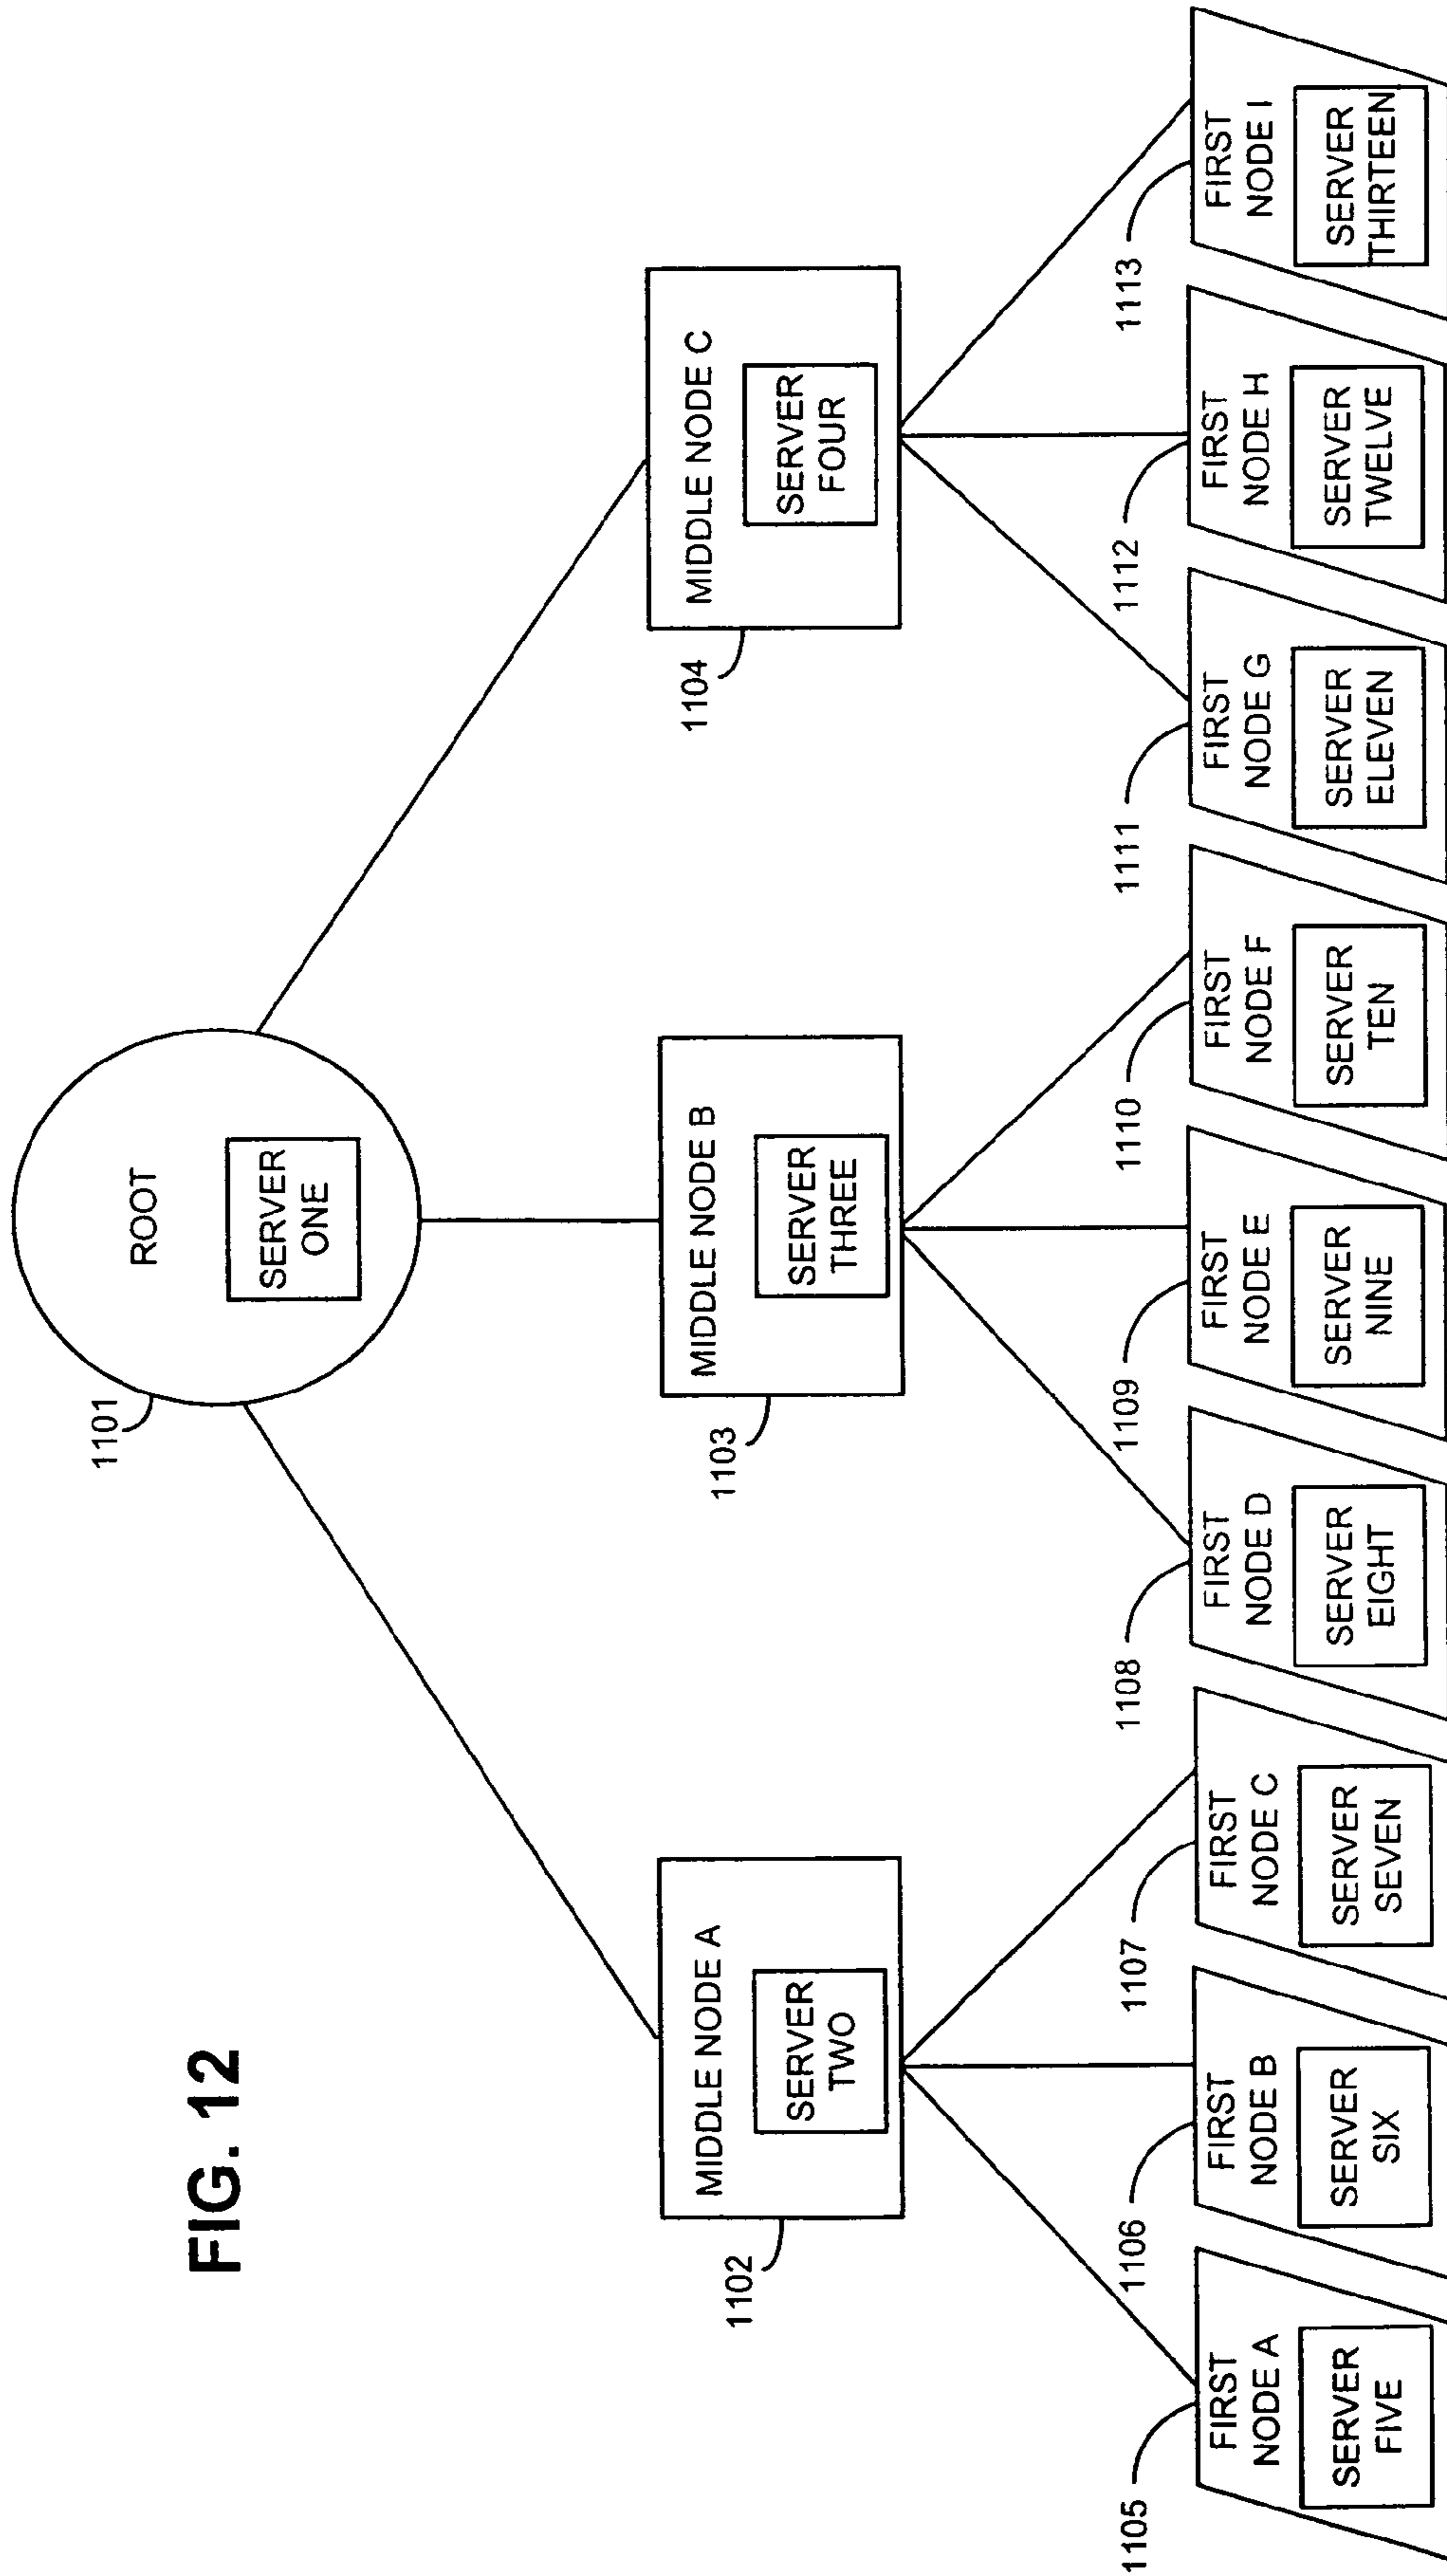 FIG. 12
1101
ROOT
SERVER
ONE
1102
MIDDLE NODE A
SERVER
TWO
1103
MIDDLE NODE B
SERVER
THREE
1104
MIDDLE NODE C
SERVER
FOUR
1105
FIRST
NODE A
SERVER
FIVE
1106
FIRST
NODE B
SERVER
SIX
1107
FIRST
NODE C
SERVER
SEVEN
1108
FIRST
NODE D
SERVER
EIGHT
1109
FIRST
NODE E
SERVER
NINE
1110
FIRST
NODE F
SERVER
TEN
1111
FIRST
NODE G
SERVER
ELEVEN
1112
FIRST
NODE H
SERVER
TWELVE
1113
FIRST
NODE I
SERVER
THIRTEEN